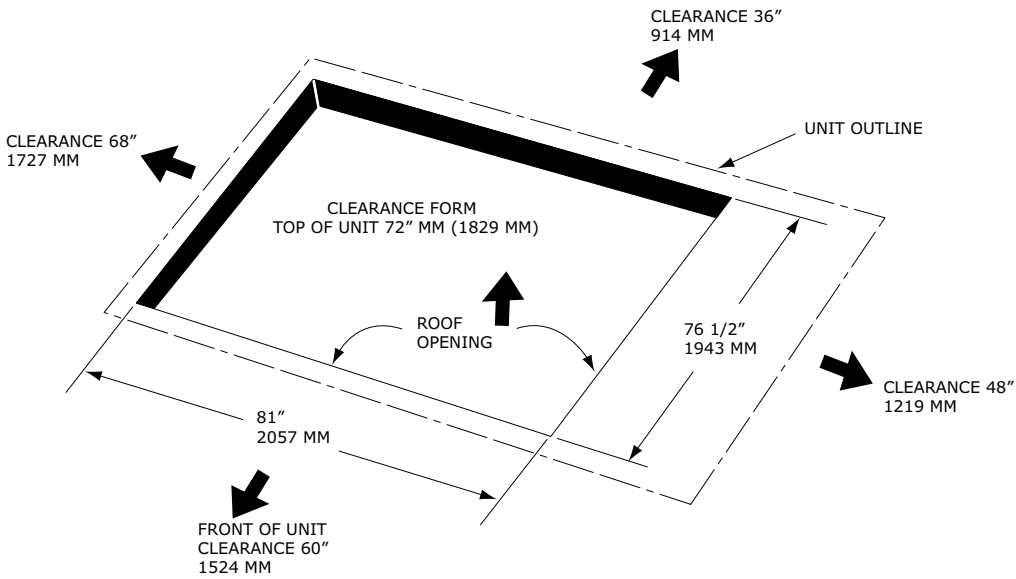 CLEARANCE 36”
914 MM
UNIT OUTLINE
CLEARANCE 68”
1727 MM
CLEARANCE FORM
TOP OF UNIT 72” MM (1829 MM)
ROOF
OPENING
76 1/2”
1943 MM
CLEARANCE 48”
1219 MM
81”
2057 MM
FRONT OF UNIT
CLEARANCE 60”
1524 MM